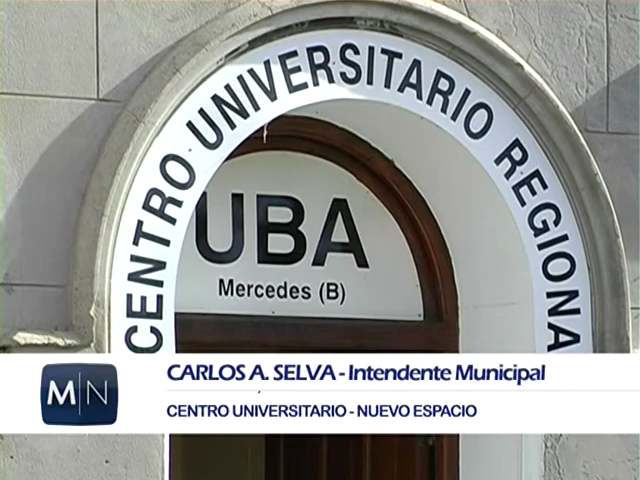 CENTRO UNIVERSITARIO REGIONA
UBA
Mercedes (B)
M|N
CARLOS A. SELVA - Intendente Municipal
CENTRO UNIVERSITARIO - NUEVO ESPACIO